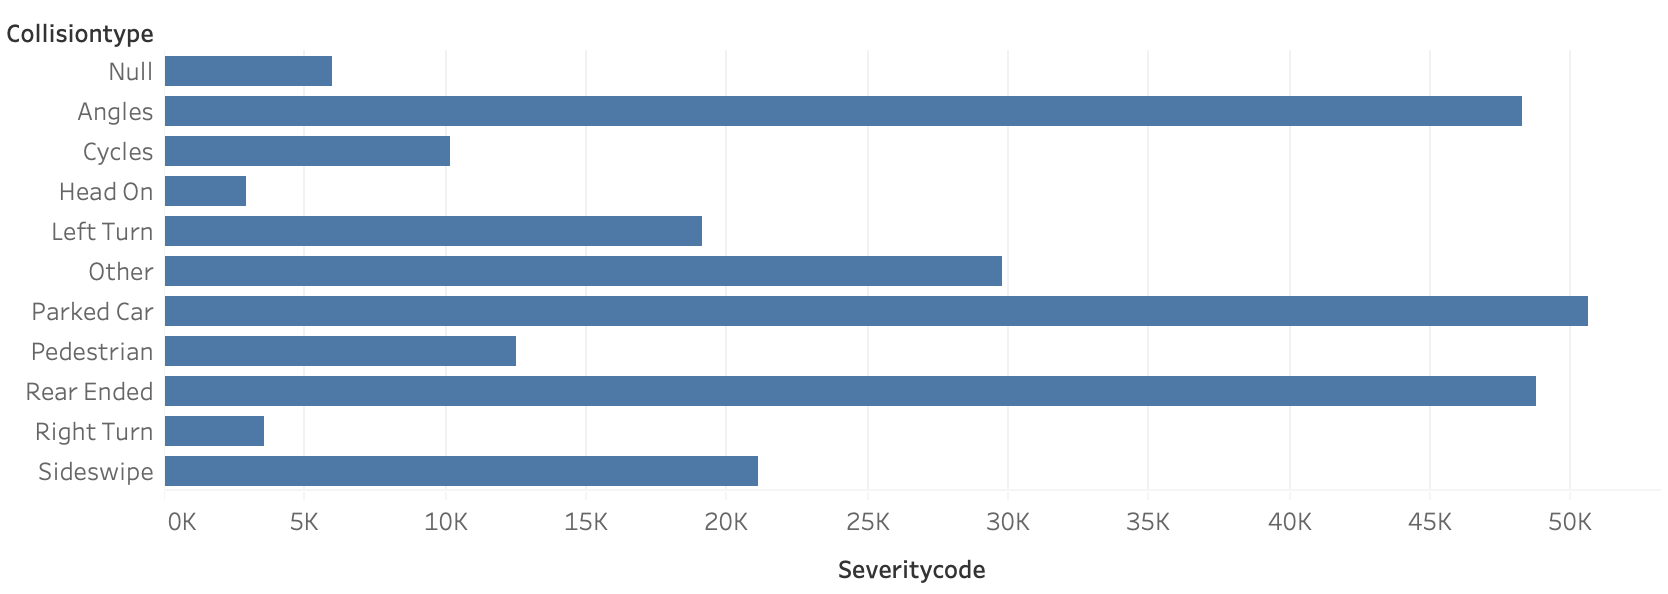 Collisiontype
Null
Angles
Cycles
Head On
Left Turn
Other
Parked Car
Pedestrian
Rear Ended
Right Turn
Sideswipe
0K 5K 10K 15K 20K 25K 30K 35K 40K 45K 50K
Severitycode